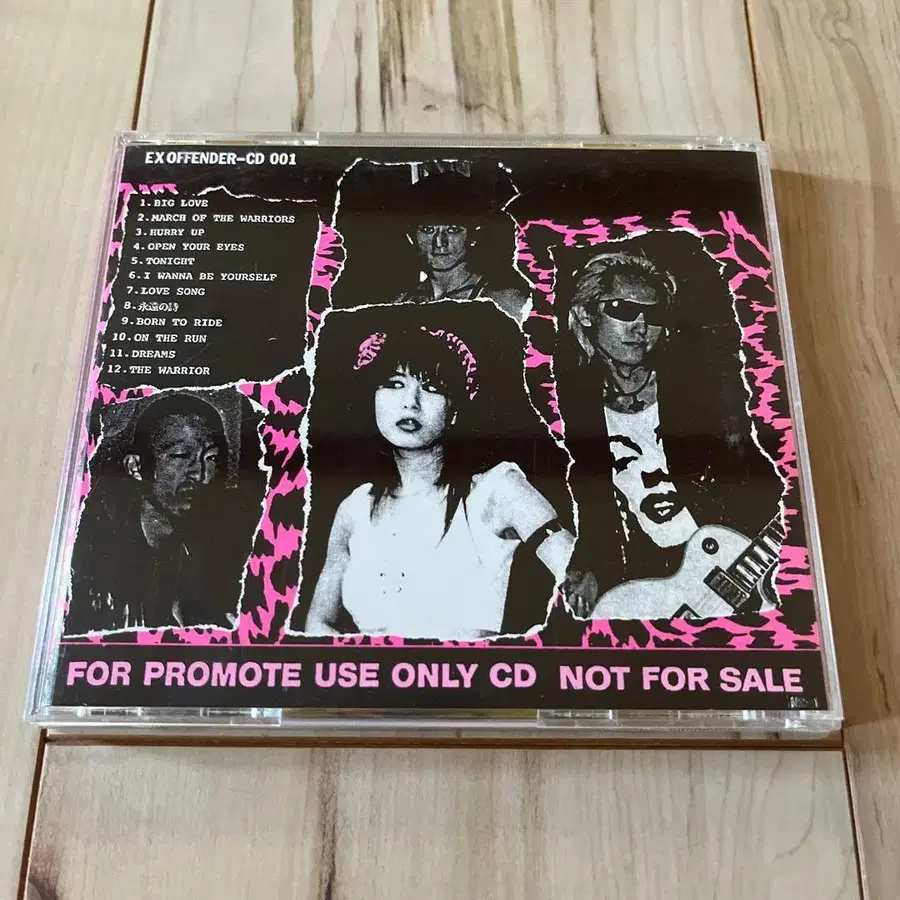 EX OFFENDER-CD 001
1.BIG LOVE
2.MARCH OF THE WARRIORS
3.HURRY UP
4.OPEN YOUR EYES
5.TONIGHT
6.I WANNA BE YOURSELF
7.LOVE SONG
8.永遠の詩
9.BORN TO RIDE
10.ON THE RUN
11.DREAMS
12.THE WARRIOR
FOR PROMOTE USE ONLY CD NOT FOR SALE